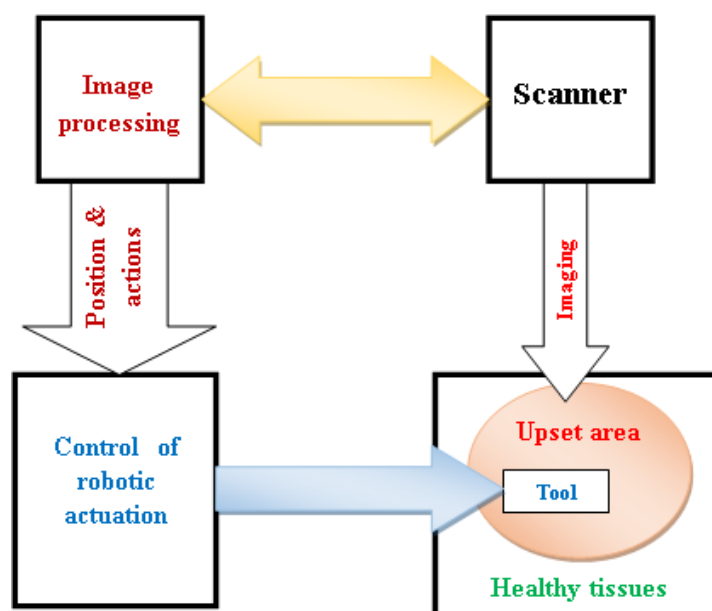 Image
processing
Scanner
Position &
actions
Imaging
Control of
robotic
actuation
Upset area
Tool
Healthy tissues